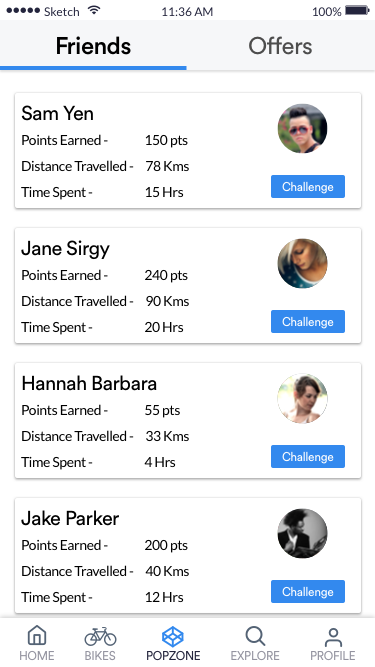 Sketch 11:36 AM 100%
Friends Offers
Sam Yen
Points Earned - 150 pts
Distance Travelled - 78 Kms
Time Spent - 15 Hrs
Challenge
Jane Sirgy
Points Earned - 240 pts
Distance Travelled - 90 Kms
Time Spent - 20 Hrs
Challenge
Hannah Barbara
Points Earned - 55 pts
Distance Travelled - 33 Kms
Time Spent - 4 Hrs
Challenge
Jake Parker
Points Earned - 200 pts
Distance Travelled - 40 Kms
Time Spent - 12 Hrs
Challenge
HOME BIKES POPZONE EXPLORE PROFILE